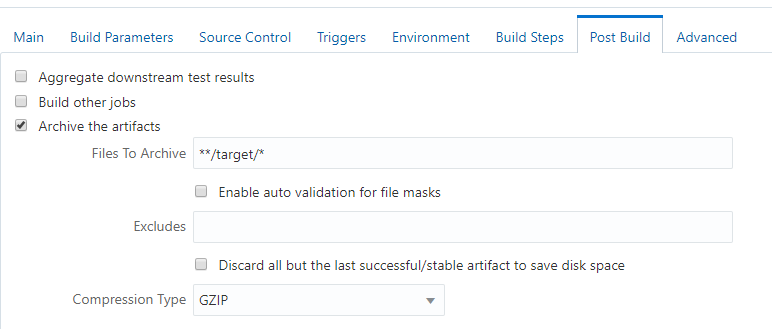 Main Build Parameters Source Control Triggers Environment Build Steps Post Build Advanced
Aggregate downstream test results
Build other jobs
Archive the artifacts
Files To Archive **/target/*
Enable auto validation for file masks
Excludes
Discard all but the last successful/stable artifact to save disk space
Compression Type GZIP